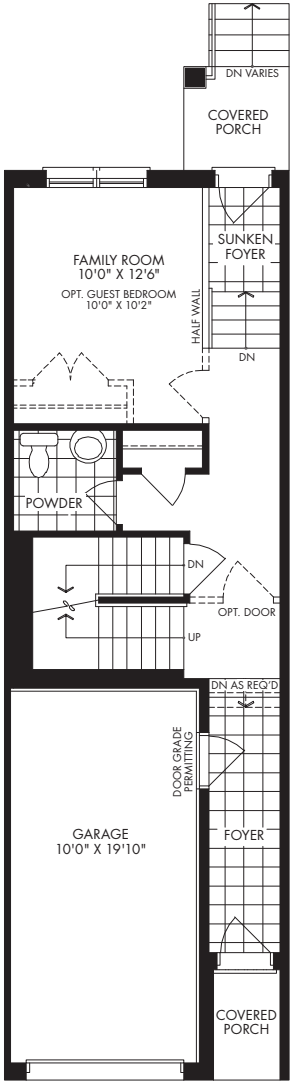 DN VARIES
COVERED
PORCH
FAMILY ROOM
10'0" X 12'6"
OPT. GUEST BEDROOM
10'0" X 10'2"
HALF WALL
SUNKEN
FOYER
DN
POWDER
DN
UP
OPT. DOOR
DN AS REQ'D
DOOR GRADE
PERMITTING
GARAGE
10'0" X 19'10"
FOYER
COVERED
PORCH